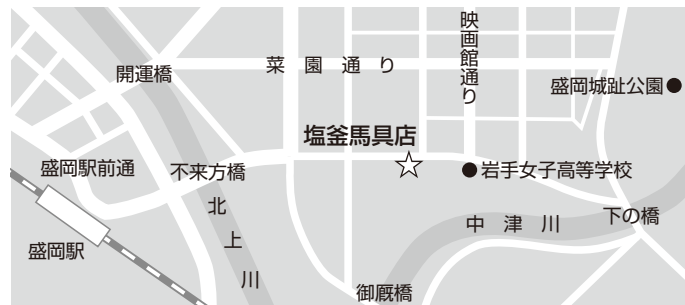 開運橋
菜園通り
映画館通り
盛岡城趾公園
塩釜馬具店
盛岡駅前通
不来方橋
岩手女子高等学校
北上川
中津川
下の橋
盛岡駅
御厩橋